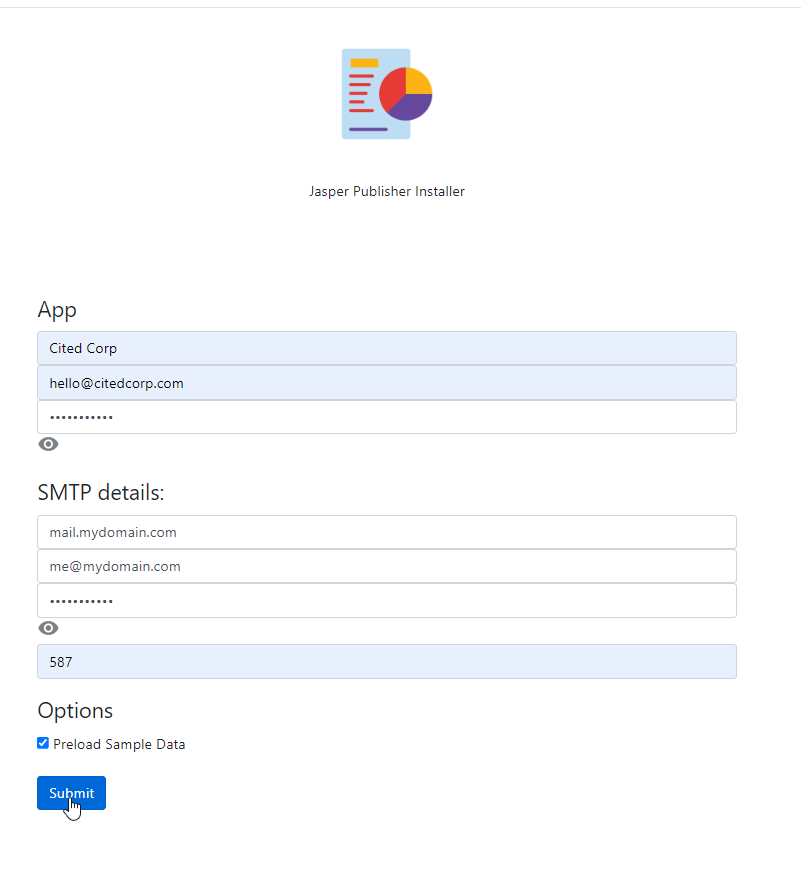 Jasper Publisher Installer
App
Cited Corp
hello@citedcorp.com
•••••••••••
SMTP details:
mail.mydomain.com
me@mydomain.com
•••••••••••
587
Options
Preload Sample Data
Submit